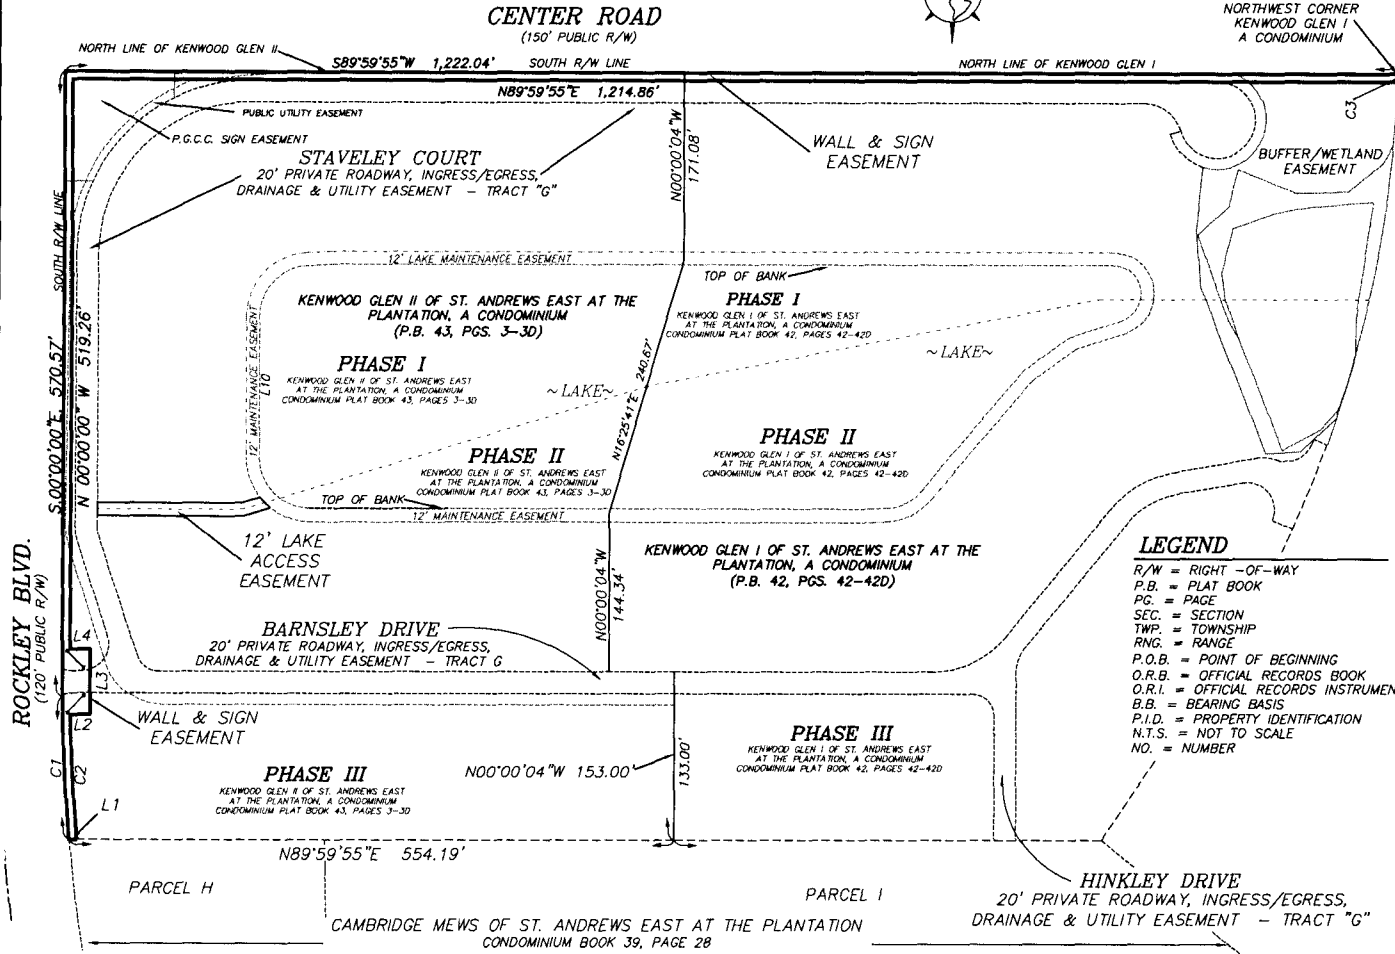 CENTER ROAD
(150' PUBLIC R/W)
NORTHWEST CORNER
KENWOOD GLEN I
A CONDOMINIUM
NORTH LINE OF KENWOOD GLEN II
S89°59'55"W 1,222.04'
SOUTH R/W LINE
NORTH LINE OF KENWOOD GLEN I
N89°59'55"E 1,214.86'
PUBLIC UTILITY EASEMENT
P.G.C.C. SIGN EASEMENT
C3
N00°00'04"W
171.08'
WALL & SIGN
EASEMENT
BUFFER/WETLAND
EASEMENT
STAVELEY COURT
20' PRIVATE ROADWAY, INGRESS/EGRESS,
DRAINAGE & UTILITY EASEMENT - TRACT "G"
SOUTH R/W LINE
12' LAKE MAINTENANCE EASEMENT
TOP OF BANK
KENWOOD GLEN II OF ST. ANDREWS EAST AT THE
PLANTATION, A CONDOMINIUM
(P.B. 43, PGS. 3-3D)
PHASE I
KENWOOD GLEN I OF ST. ANDREWS EAST
AT THE PLANTATION, A CONDOMINIUM
CONDOMINIUM PLAT BOOK 42, PAGES 42-42D
PHASE I
KENWOOD GLEN II OF ST. ANDREWS EAST
AT THE PLANTATION, A CONDOMINIUM
CONDOMINIUM PLAT BOOK 43, PAGES 3-3D
12' MAINTENANCE EASEMENT
L10
~LAKE~
~LAKE~
N16°25'41"E 240.67'
S.00°00'00"E. 570.57'
N 00°00'00" W 519.26'
PHASE II
KENWOOD GLEN II OF ST. ANDREWS EAST
AT THE PLANTATION, A CONDOMINIUM
CONDOMINIUM PLAT BOOK 43, PAGES 3-3D
PHASE II
KENWOOD GLEN I OF ST. ANDREWS EAST
AT THE PLANTATION, A CONDOMINIUM
CONDOMINIUM PLAT BOOK 42, PAGES 42-42D
TOP OF BANK
12' MAINTENANCE EASEMENT
12' LAKE
ACCESS
EASEMENT
KENWOOD GLEN I OF ST. ANDREWS EAST AT THE
PLANTATION, A CONDOMINIUM
(P.B. 42, PGS. 42-42D)
N00°00'04"W
144.34'
ROCKLEY BLVD.
(120' PUBLIC R/W)
BARNSLEY DRIVE
20' PRIVATE ROADWAY, INGRESS/EGRESS,
DRAINAGE & UTILITY EASEMENT - TRACT G
L4
L3
L2
WALL & SIGN
EASEMENT
C1
C2
L1
PHASE III
KENWOOD GLEN II OF ST. ANDREWS EAST
AT THE PLANTATION, A CONDOMINIUM
CONDOMINIUM PLAT BOOK 43, PAGES 3-3D
N00°00'04"W 153.00'
133.00'
PHASE III
KENWOOD GLEN I OF ST. ANDREWS EAST
AT THE PLANTATION, A CONDOMINIUM
CONDOMINIUM PLAT BOOK 42, PAGES 42-42D
LEGEND
R/W = RIGHT -OF-WAY
P.B. = PLAT BOOK
PG. = PAGE
SEC. = SECTION
TWP. = TOWNSHIP
RNG. = RANGE
P.O.B. = POINT OF BEGINNING
O.R.B. = OFFICIAL RECORDS BOOK
O.R.I. = OFFICIAL RECORDS INSTRUMEN
B.B. = BEARING BASIS
P.I.D. = PROPERTY IDENTIFICATION
N.T.S. = NOT TO SCALE
NO. = NUMBER
N89°59'55"E 554.19'
PARCEL H
PARCEL I
HINKLEY DRIVE
20' PRIVATE ROADWAY, INGRESS/EGRESS,
DRAINAGE & UTILITY EASEMENT - TRACT "G"
CAMBRIDGE MEWS OF ST. ANDREWS EAST AT THE PLANTATION
CONDOMINIUM BOOK 39, PAGE 28